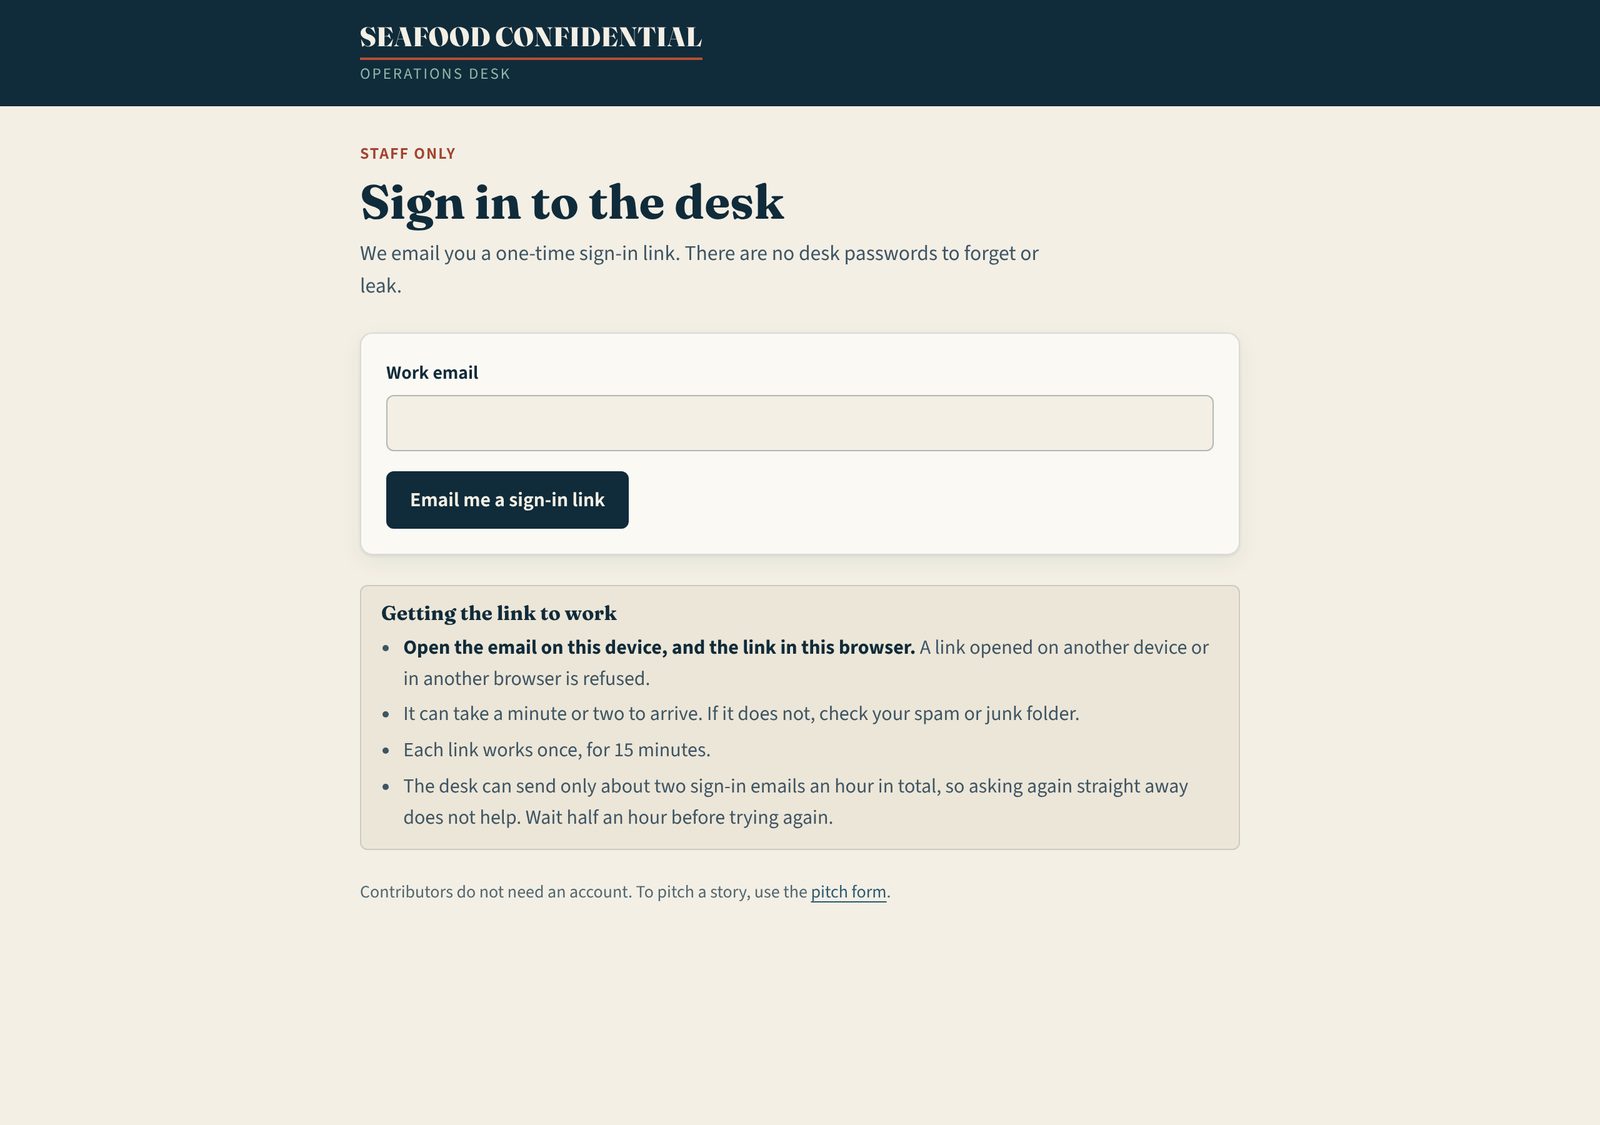 SEAFOOD CONFIDENTIAL
OPERATIONS DESK
STAFF ONLY
Sign in to the desk
We email you a one-time sign-in link. There are no desk passwords to forget or
leak.
Work email
Email me a sign-in link
Getting the link to work
• Open the email on this device, and the link in this browser. A link opened on another device or
in another browser is refused.
• It can take a minute or two to arrive. If it does not, check your spam or junk folder.
• Each link works once, for 15 minutes.
• The desk can send only about two sign-in emails an hour in total, so asking again straight away
does not help. Wait half an hour before trying again.
Contributors do not need an account. To pitch a story, use the pitch form.